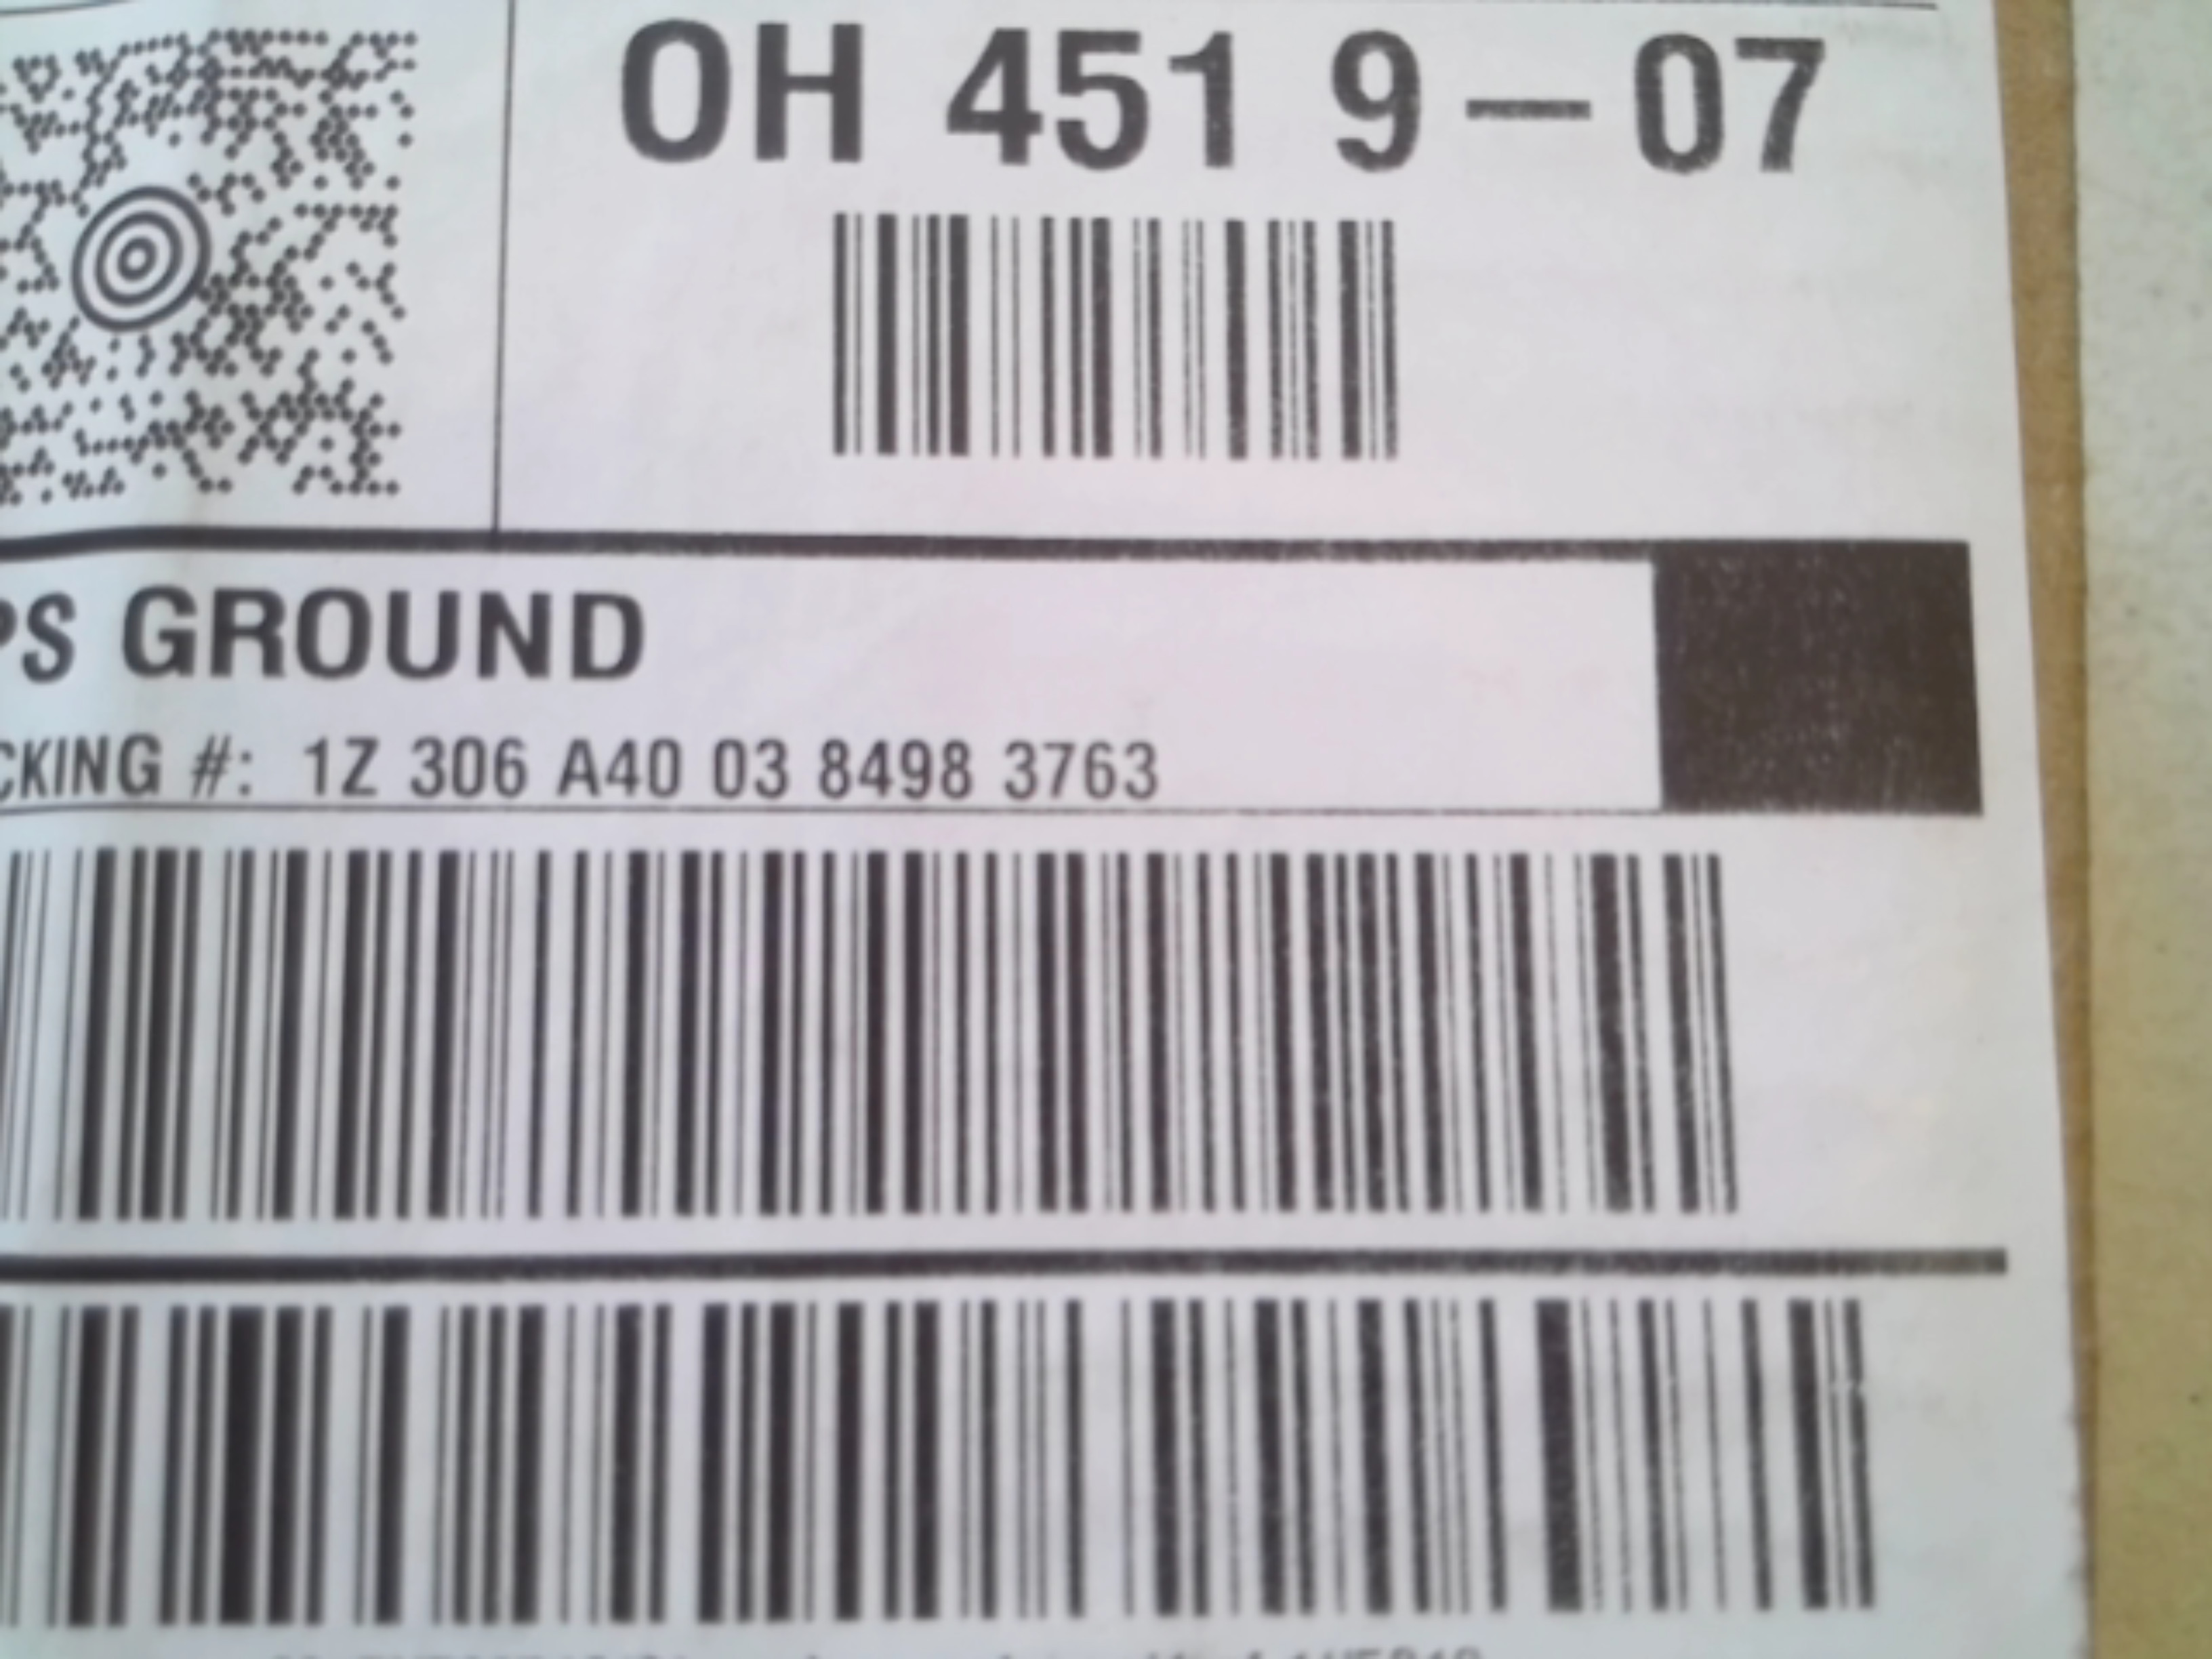 OH 451 9-07
PS GROUND
CKING #: 1Z 306 A40 03 8498 3763